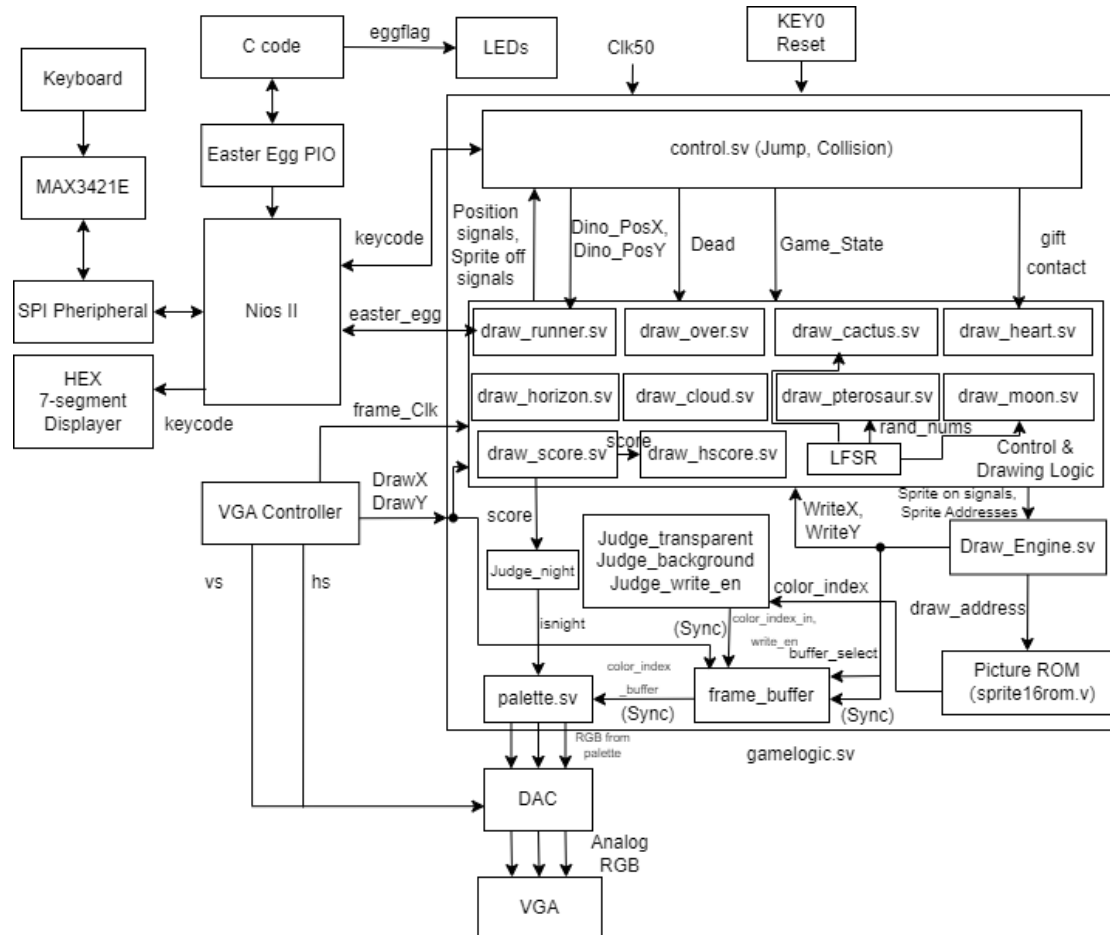 KEY0
Reset
C code
eggflag
LEDs
Clk50
Keyboard
control.sv (Jump, Collision)
Easter Egg PIO
MAX3421E
Position
signals,
Sprite off
signals
keycode
Dino_PosX,
Dino_PosY
Dead
Game_State
gift
contact
SPI Pheripheral
Nios II
easter_egg
draw_runner.sv
draw_over.sv
draw_cactus.sv
draw_heart.sv
HEX
7-segment
Displayer
keycode
frame_Clk
draw_horizon.sv
draw_cloud.sv
draw_pterosaur.sv
draw_moon.sv
rand_nums
draw_score.sv
score
draw_hscore.sv
LFSR
Control &
Drawing Logic
VGA Controller
DrawX
DrawY
score
WriteX,
WriteY
Sprite on signals,
Sprite Addresses
Judge_transparent
Judge_background
Judge_write_en
Draw_Engine.sv
Judge_night
vs
hs
color_index
draw_address
isnight
(Sync)
color_index_in,
write_en
buffer_select
color_index
_buffer
palette.sv
(Sync)
frame_buffer
(Sync)
Picture ROM
(sprite16rom.v)
RGB from
palette
gamelogic.sv
DAC
Analog
RGB
VGA